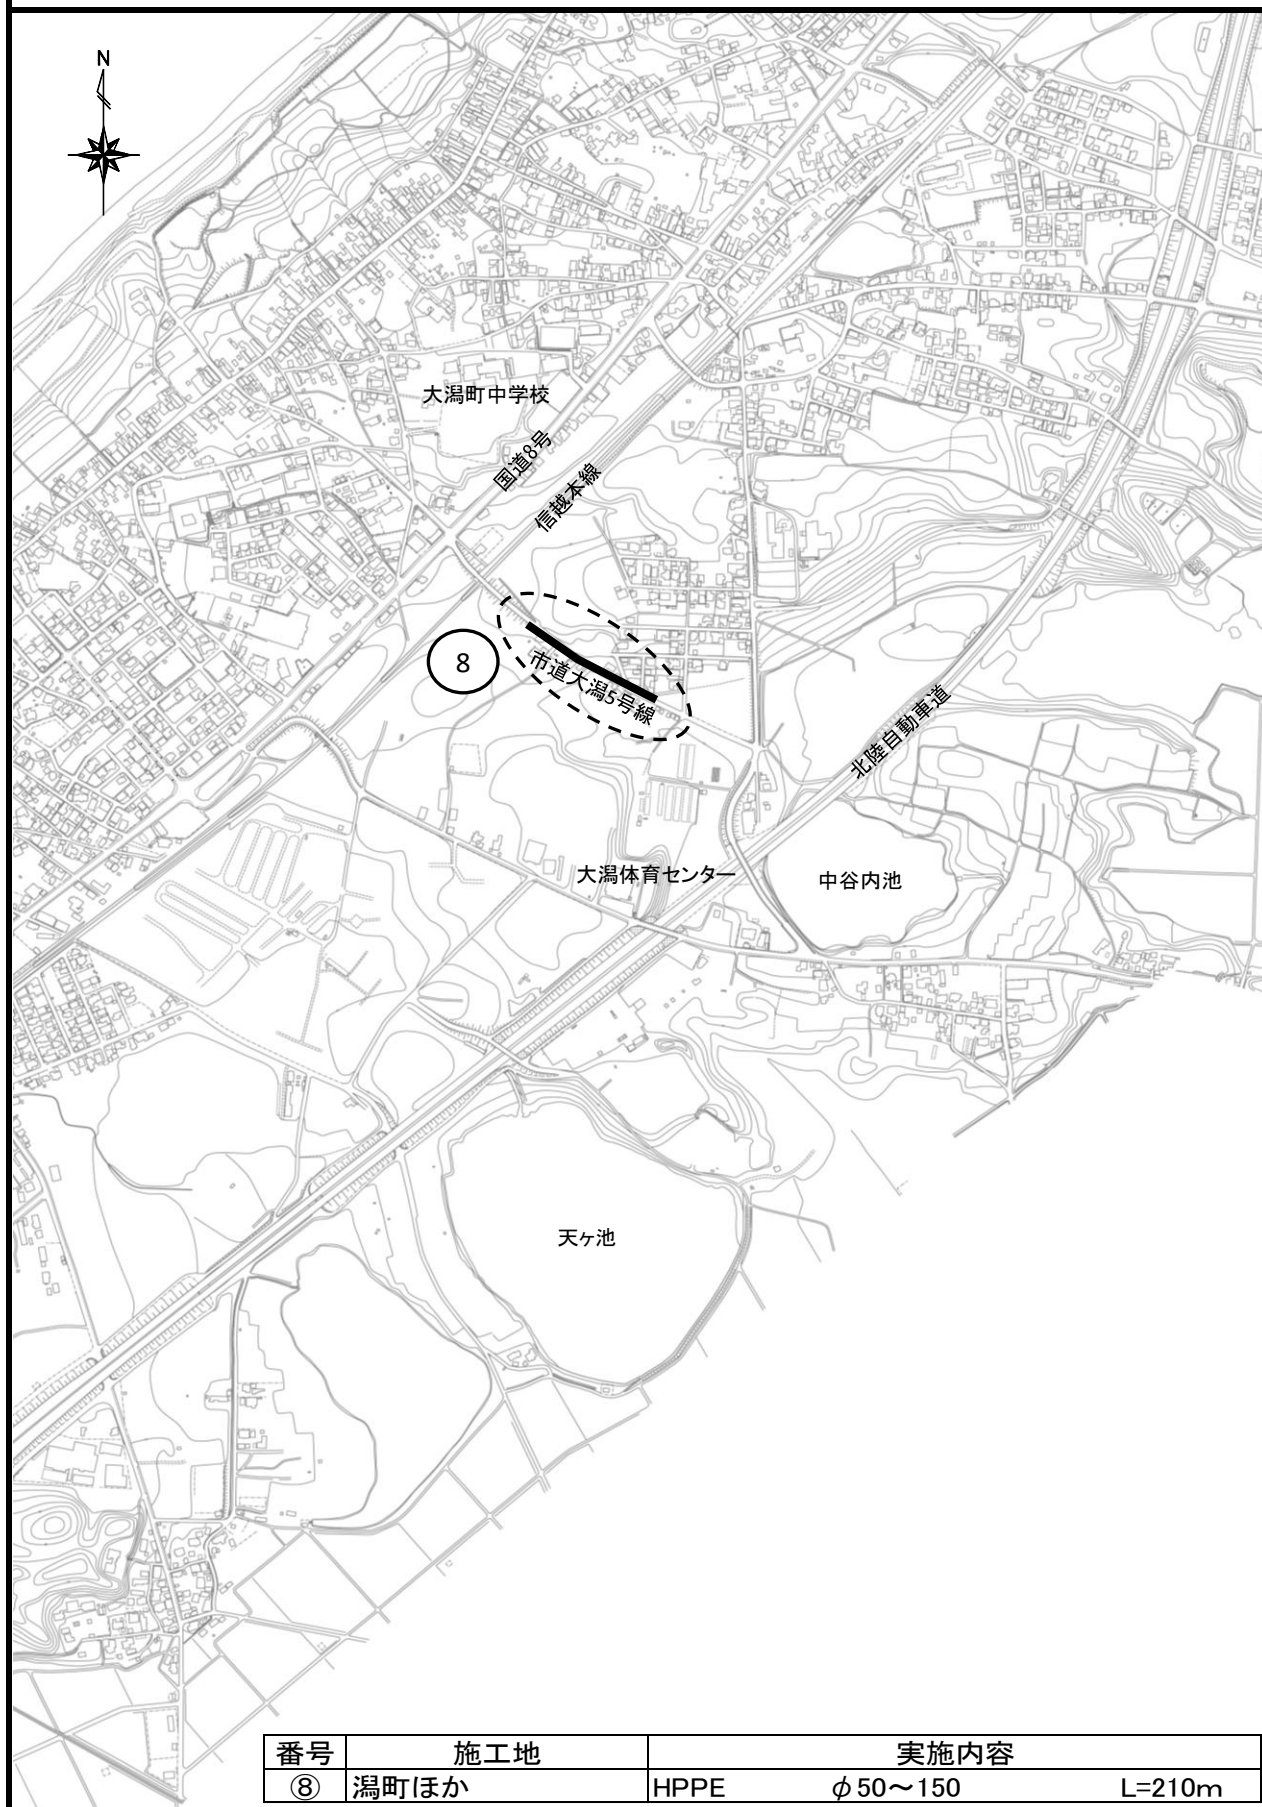 N
大潟町中学校
国道8号
信越本線
8
市道大潟5号線
北陸自動車道
大潟体育センター
中谷内池
天ヶ池
番号 施工地 実施内容
⑧ 潟町ほか HPPE φ50～150 L=210m